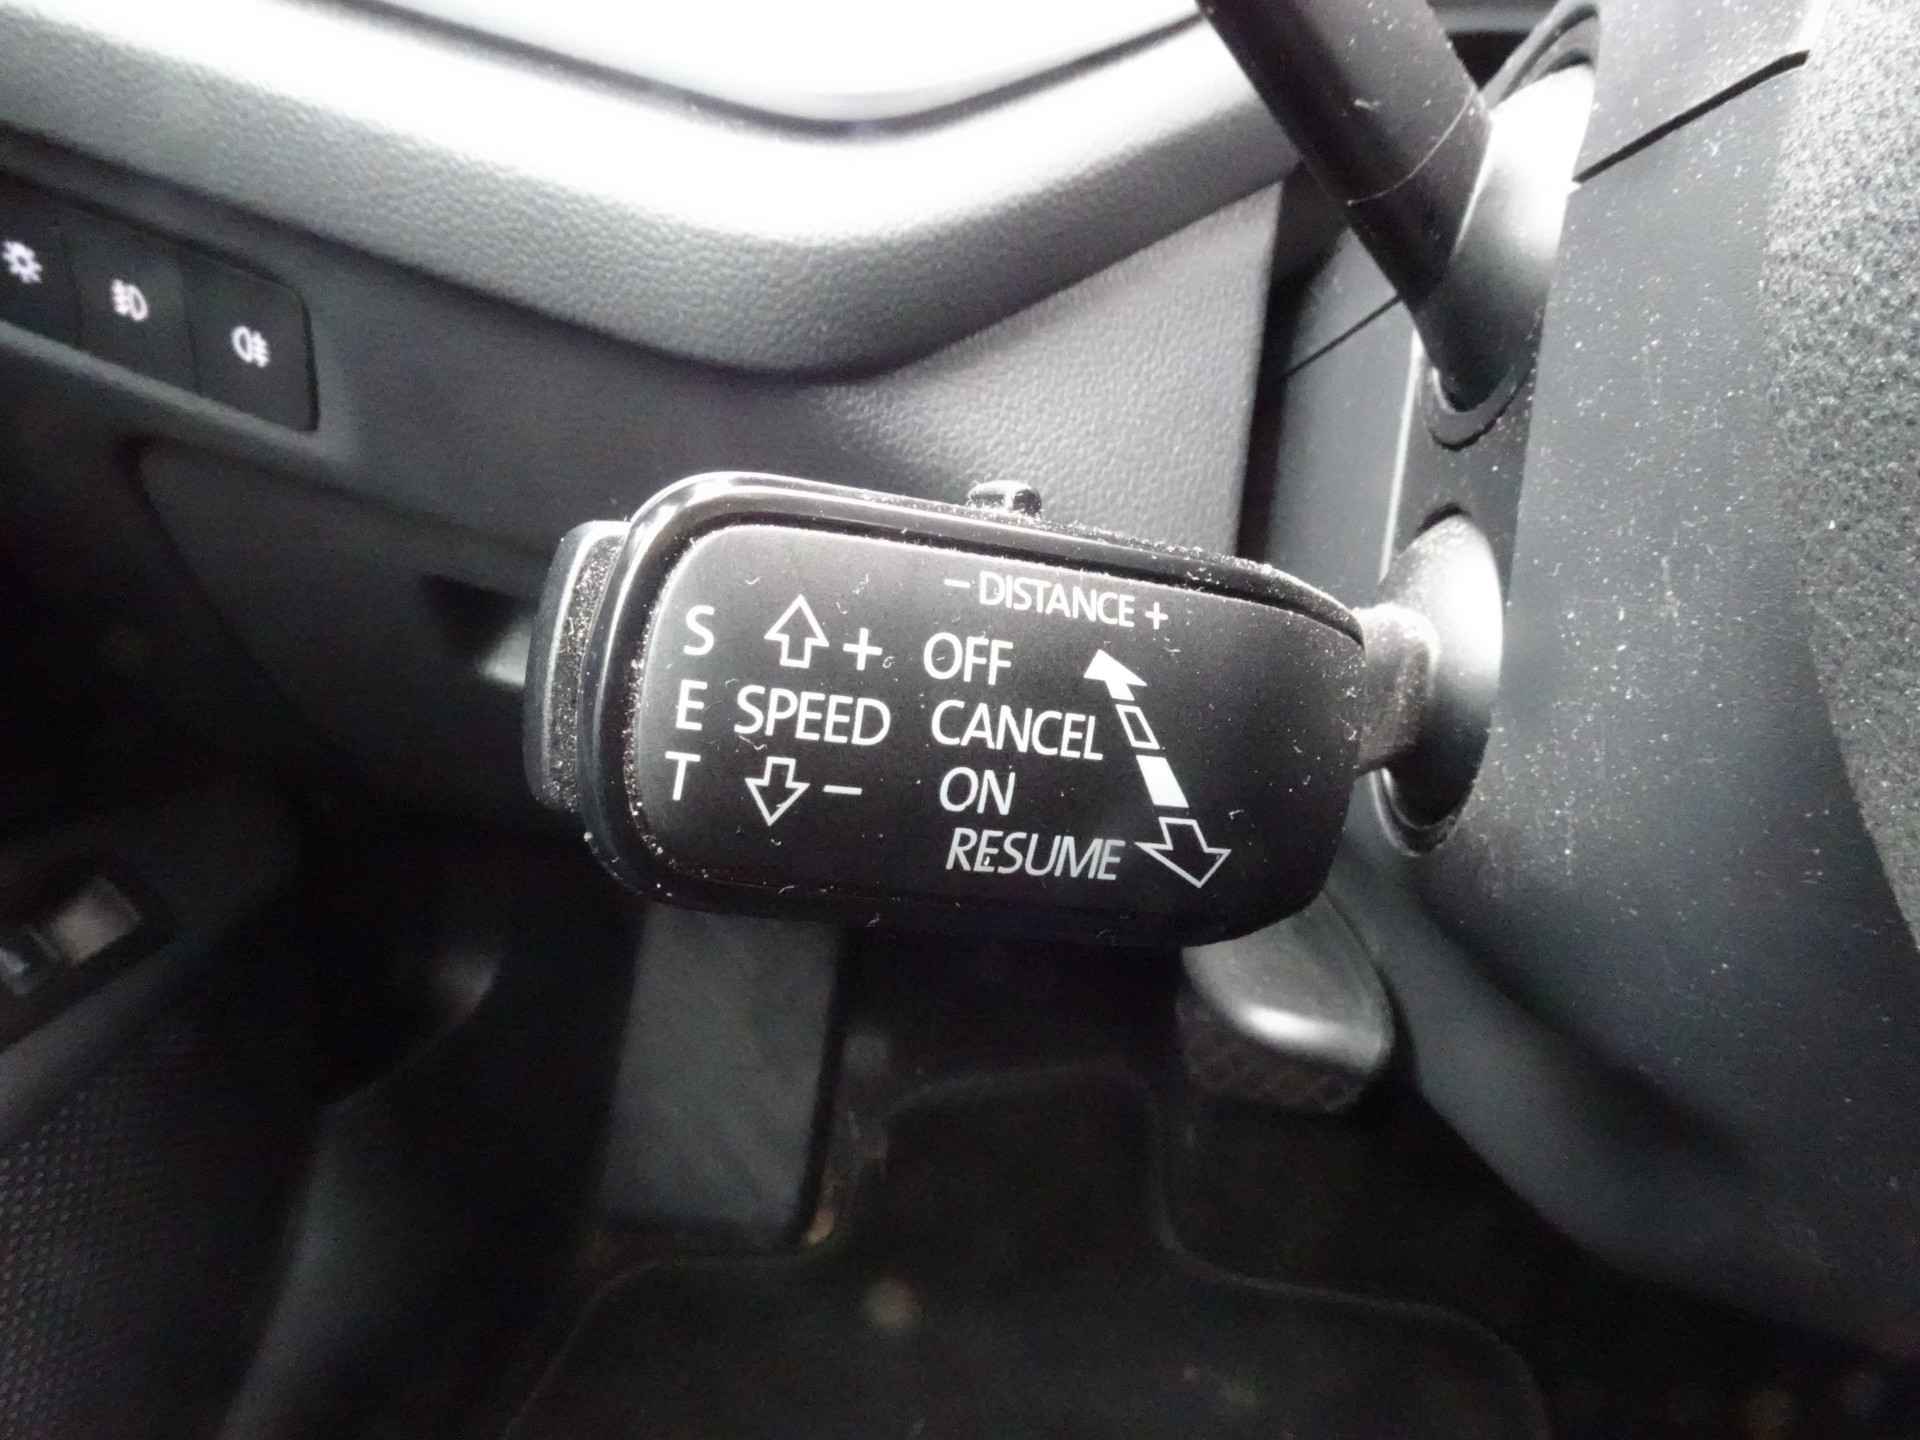 - DISTANCE +
S + OFF
E SPEED CANCEL
T - ON
RESUME